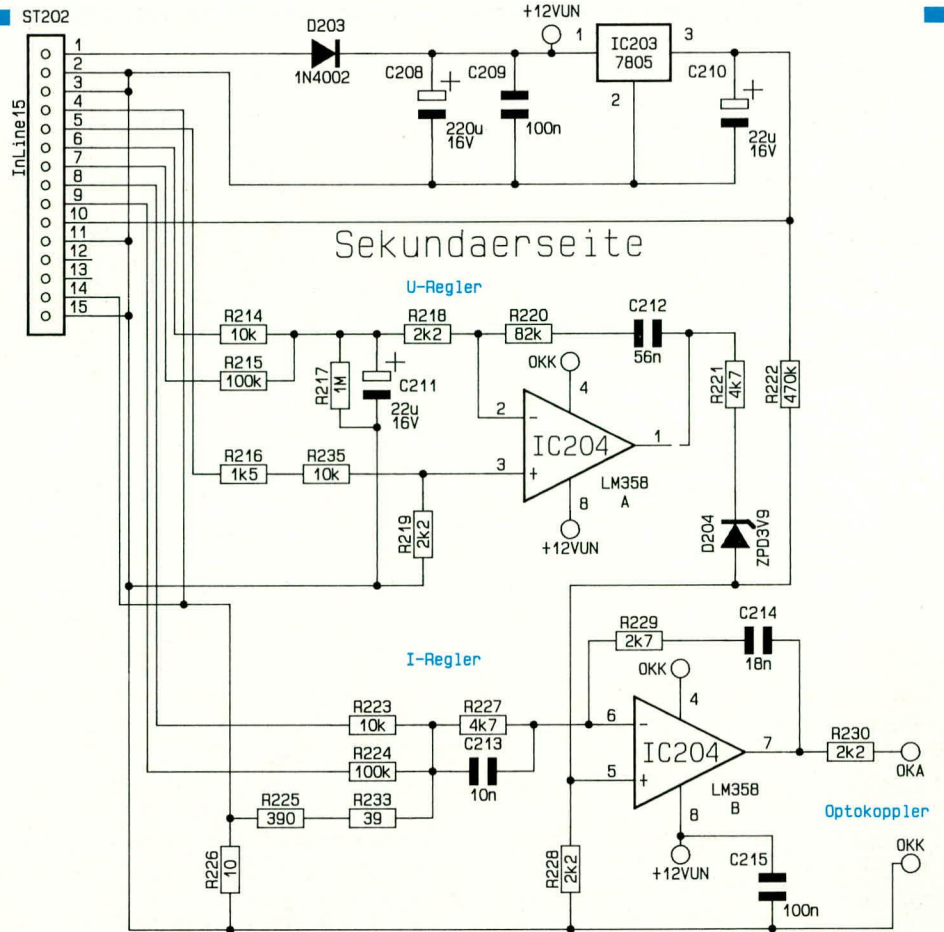 ST202
InLine15
1
2
3
4
5
6
7
8
9
10
11
12
13
14
15
D203
1N4002
C208
+
220u
16V
C209
100n
+12VUN
1
IC203
7805
3
2
C210
+
22u
16V
Sekundaerseite
U-Regler
R214
10k
R215
100k
R217
1M
+
C211
22u
16V
R218
2k2
R220
82k
C212
56n
OKK
4
2
-
IC204
1
3
+
LM358
A
8
+12VUN
R216
1k5
R235
10k
R219
2k2
R221
4k7
R222
470k
D204
ZPD3V9
I-Regler
R229
2k7
C214
18n
OKK
4
R223
10k
R227
4k7
R224
100k
C213
10n
R225
390
R233
39
R226
10
6
-
IC204
7
5
+
LM358
B
8
+12VUN
R228
2k2
C215
100n
R230
2k2
OKA
Optokoppler
OKK